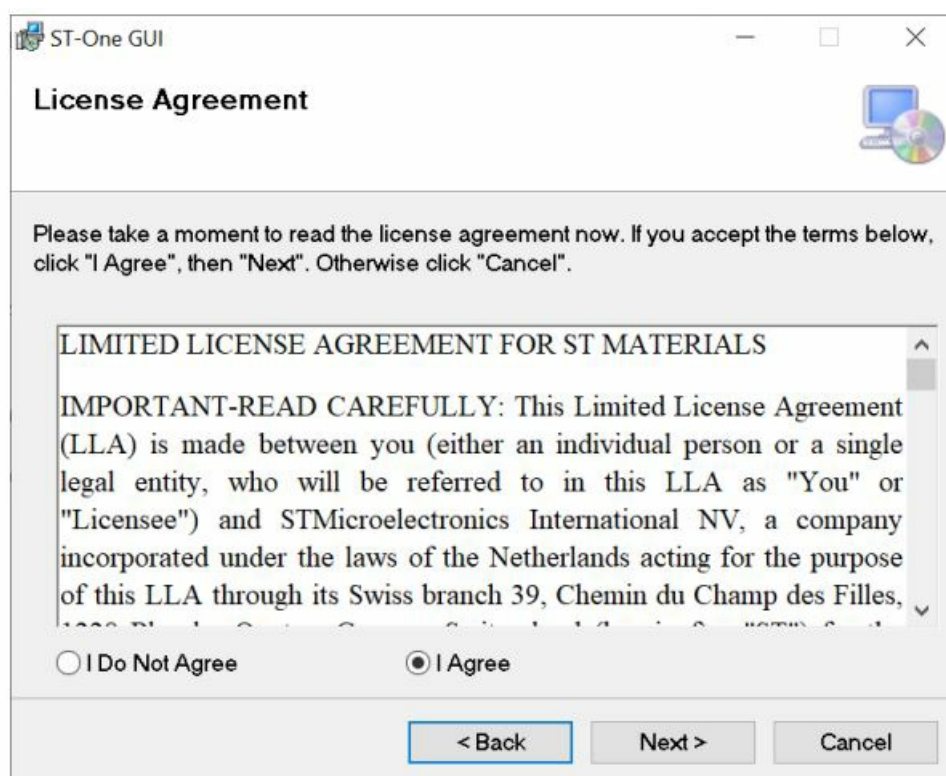 ST-One GUI
License Agreement
Please take a moment to read the license agreement now. If you accept the terms below,
click "I Agree", then "Next". Otherwise click "Cancel".
LIMITED LICENSE AGREEMENT FOR ST MATERIALS
IMPORTANT-READ CAREFULLY: This Limited License Agreement
(LLA) is made between you (either an individual person or a single
legal entity, who will be referred to in this LLA as "You" or
"Licensee") and STMicroelectronics International NV, a company
incorporated under the laws of the Netherlands acting for the purpose
of this LLA through its Swiss branch 39, Chemin du Champ des Filles,
I Do Not Agree
I Agree
< Back
Next >
Cancel